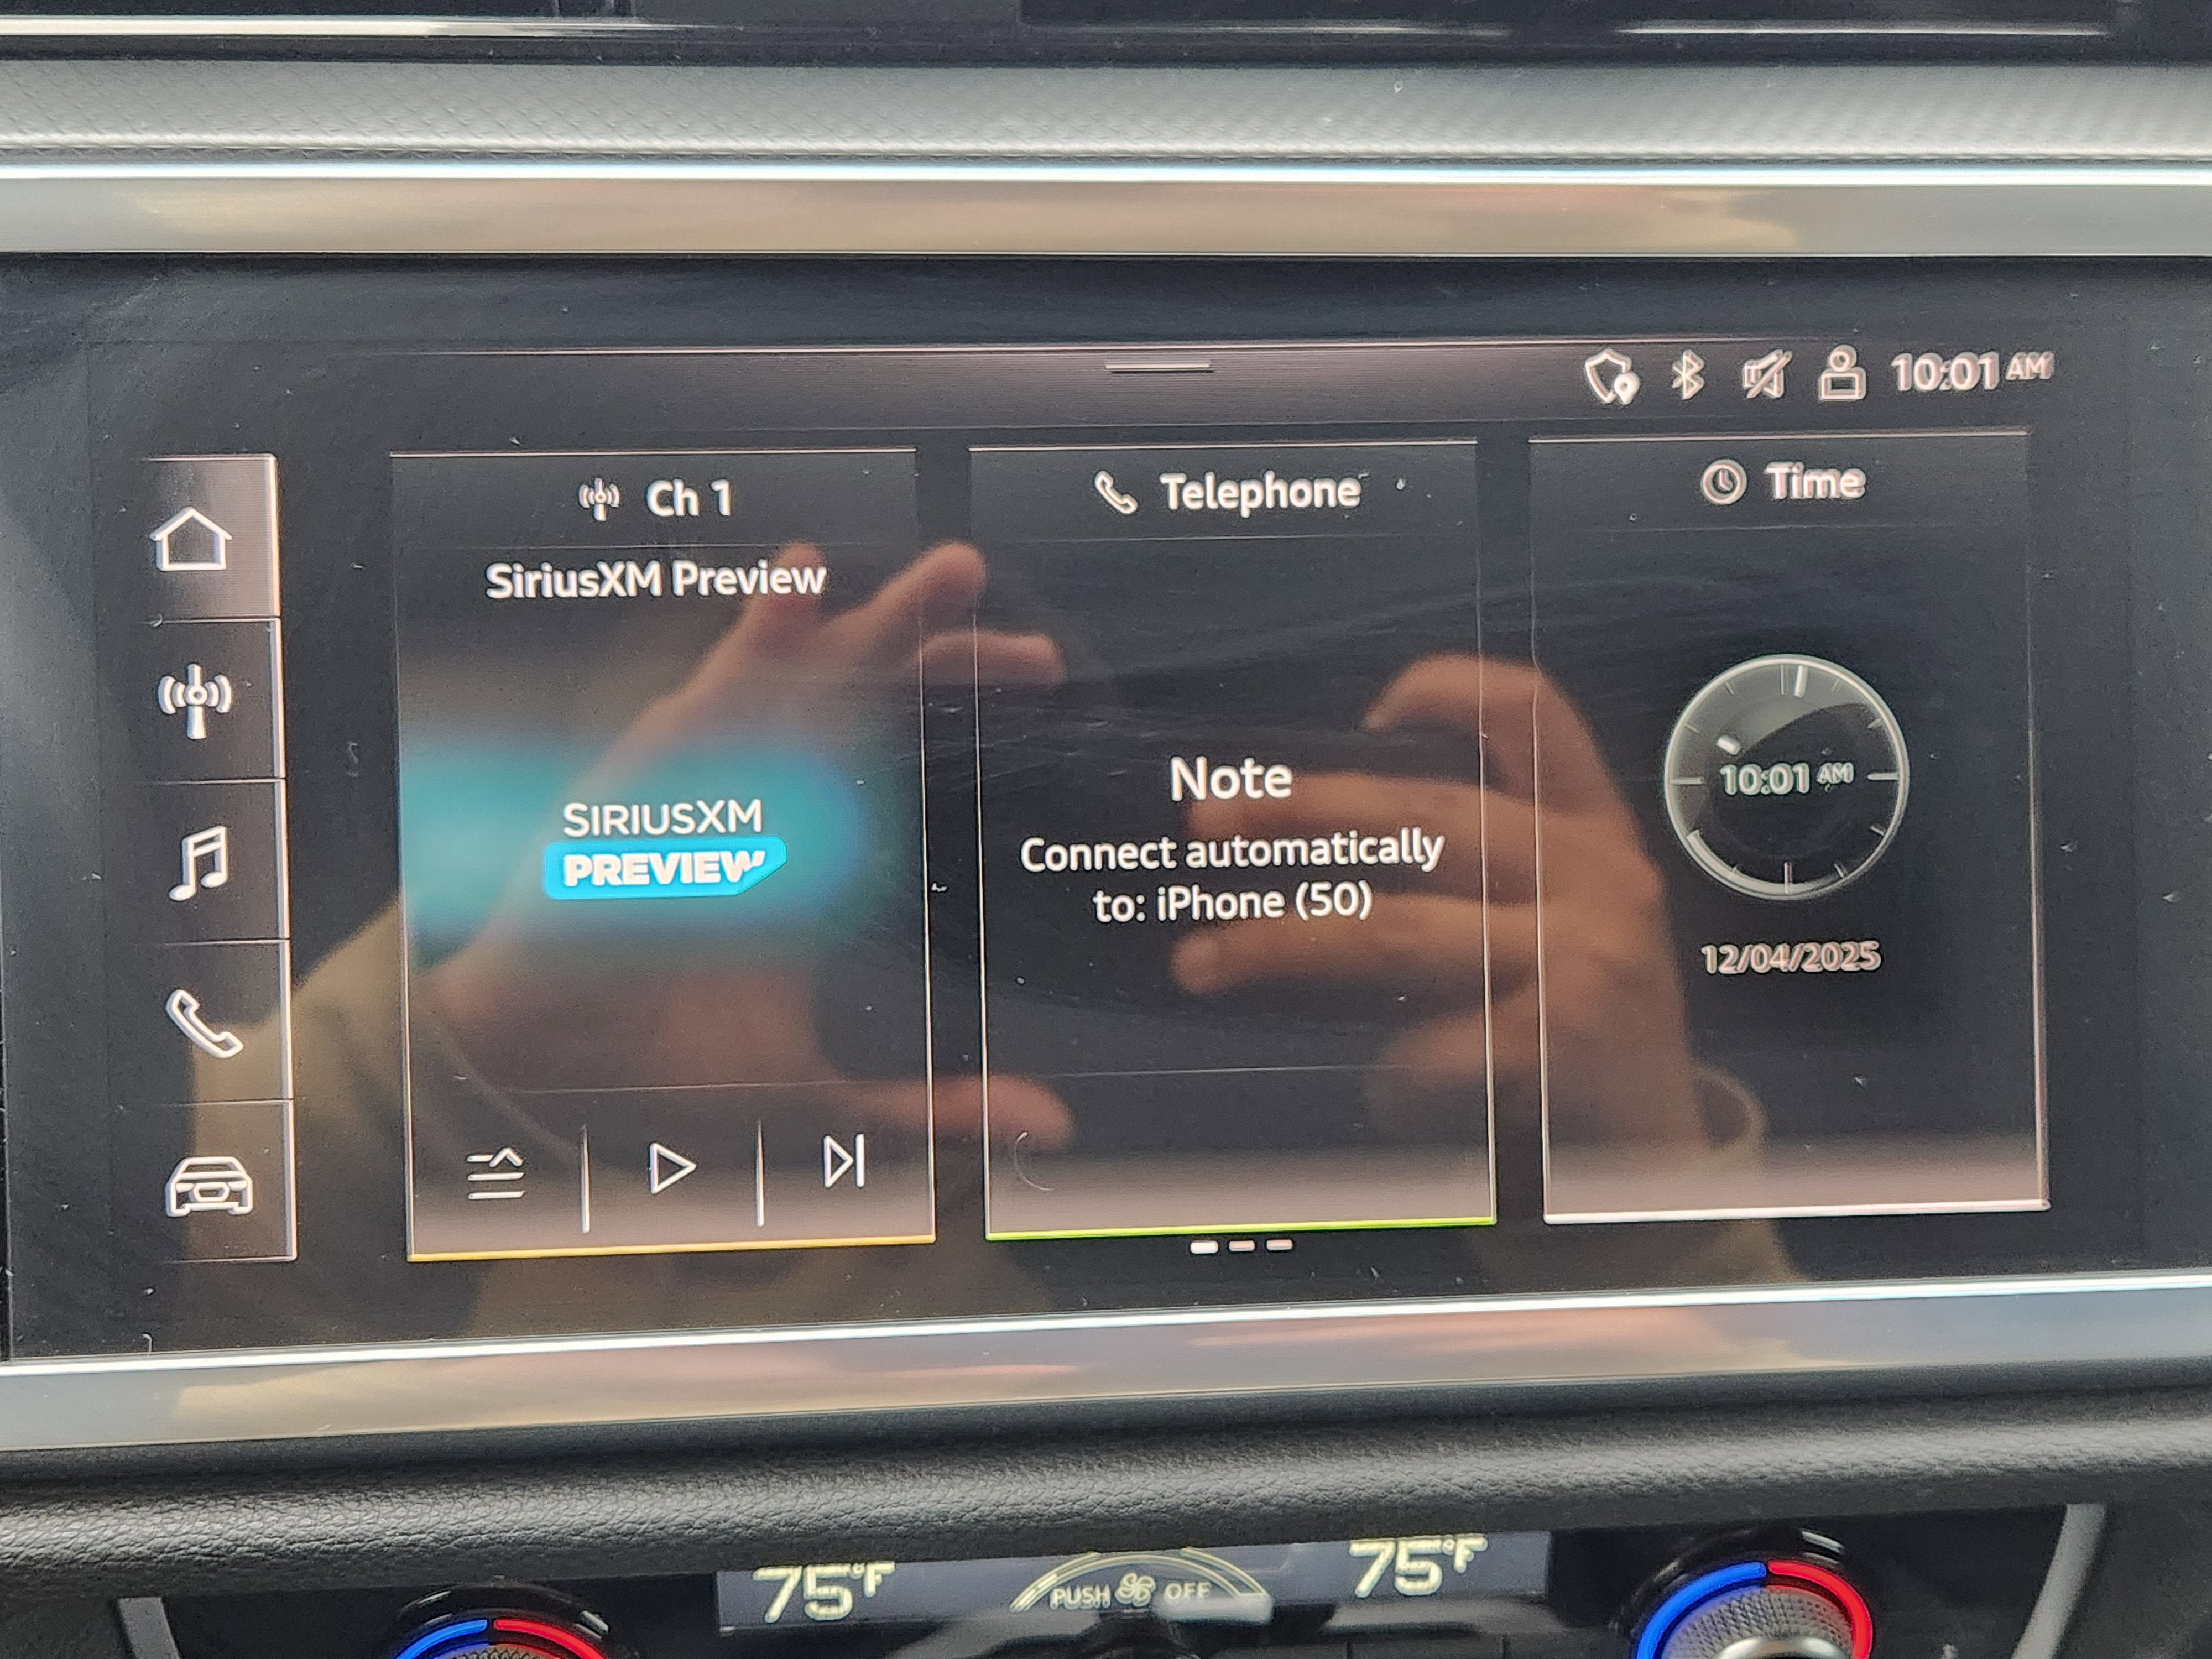 10:01 AM
Ch 1
SiriusXM Preview
SIRIUSXM
PREVIEW
Telephone
Note
Connect automatically
to: iPhone (50)
Time
10:01 AM
12/04/2025
75°F
PUSH OFF
75°F